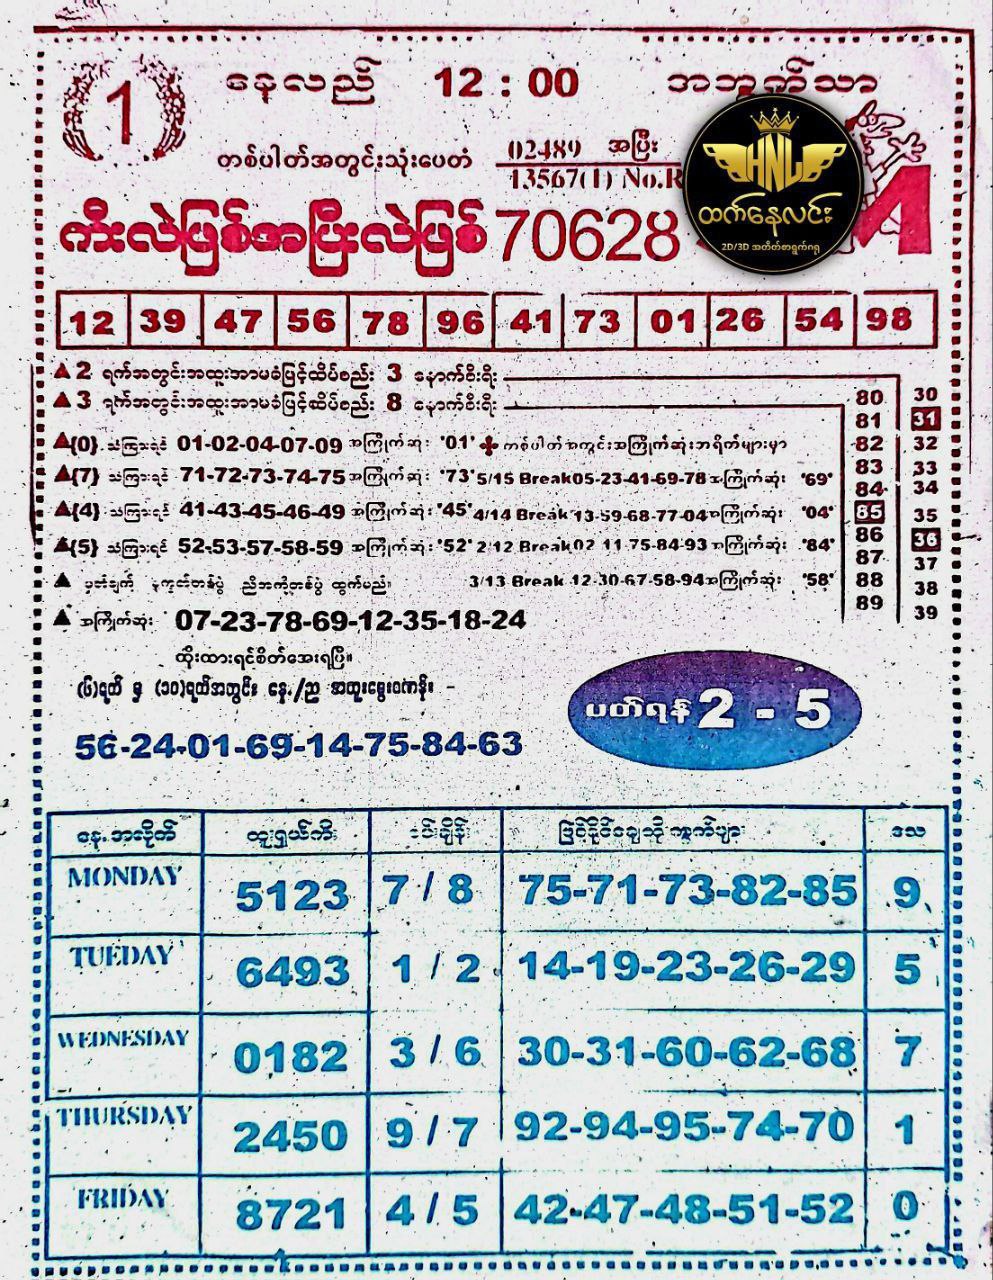 1
နေ့လည် 12 : 00 အဘွက်သာ
တစ်ပါတ်အတွင်းသုံးပေတံ 02489 အပြီး
13567(1) No.R
ကီးလဲဖြစ်အပြီးလဲဖြစ် 70628
HNL
ထက်နေလင်း
2D/3D အတိတ်စာရွက်ဂရု
12 39 47 56 78 96 41 73 01 26 54 98
▲ 2 ရက်အတွင်းအထူးအာမခံဖြင့်ထိပ်စည်း 3 နောက်စီးရီး
▲ 3 ရက်အတွင်းအထူးအာမခံဖြင့်ထိပ်စည်း 8 နောက်စီးရီး
▲{0} သံကြားရင် 01-02-04-07-09 အကြိုက်ဆုံး '01' တစ်ပါတ်အတွင်းအကြိုက်ဆုံးဘရိတ်များမှာ
▲{7} သံကြားရင် 71-72-73-74-75 အကြိုက်ဆုံး '73' 5/15 Break 05-23-41-69-78 အကြိုက်ဆုံး '69'
▲{4} သံကြားရင် 41-43-45-46-49 အကြိုက်ဆုံး '45' 4/14 Break 13-59-68-77-04 အကြိုက်ဆုံး '04'
▲{5} သံကြားရင် 52-53-57-58-59 အကြိုက်ဆုံး '52' 2/12 Break 02-11-75-84-93 အကြိုက်ဆုံး '84'
▲ မှတ်ချက် ညီအကိုတစ်ပွဲ ထွက်မည်။ 3/13 Break 12-30-67-58-94 အကြိုက်ဆုံး '58'
▲ အကြိုက်ဆုံး 07-23-78-69-12-35-18-24
ထိုးထားရင်စိတ်အေးရပြီ။
(၆)ရက် မှ (၁၀)ရက်အတွင်း နေ့/ည အထူးမွေးဂဏန်း -
56-24-01-69-14-75-84-63
80 30
81 31
82 32
83 33
84 34
85 35
86 36
87 37
88 38
89 39
ပတ်ရန် 2 - 5
နေ့.ဘလိုတ် ထူးရှယ်ကီး ဝမ်းချိန်း ဖြင့်နိုင်ချေသို ကွက်များ ဒသ
MONDAY 5123 7 / 8 75-71-73-82-85 9
TUEDAY 6493 1 / 2 14-19-23-26-29 5
WEDNESDAY 0182 3 / 6 30-31-60-62-68 7
THURSDAY 2450 9 / 7 92-94-95-74-70 1
FRIDAY 8721 4 / 5 42-47-48-51-52 0